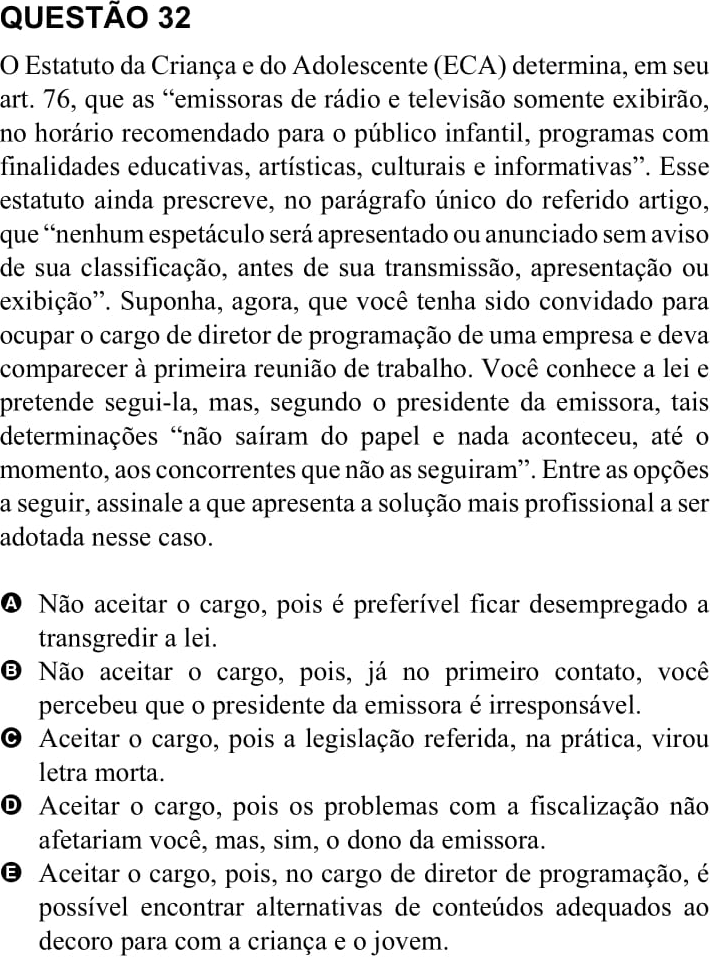 QUESTÃO 32
O Estatuto da Criança e do Adolescente (ECA) determina, em seu
art. 76, que as “emissoras de rádio e televisão somente exibirão,
no horário recomendado para o público infantil, programas com
finalidades educativas, artísticas, culturais e informativas”. Esse
estatuto ainda prescreve, no parágrafo único do referido artigo,
que “nenhum espetáculo será apresentado ou anunciado sem aviso
de sua classificação, antes de sua transmissão, apresentação ou
exibição”. Suponha, agora, que você tenha sido convidado para
ocupar o cargo de diretor de programação de uma empresa e deva
comparecer à primeira reunião de trabalho. Você conhece a lei e
pretende segui-la, mas, segundo o presidente da emissora, tais
determinações “não saíram do papel e nada aconteceu, até o
momento, aos concorrentes que não as seguiram”. Entre as opções
a seguir, assinale a que apresenta a solução mais profissional a ser
adotada nesse caso.
A Não aceitar o cargo, pois é preferível ficar desempregado a
transgredir a lei.
B Não aceitar o cargo, pois, já no primeiro contato, você
percebeu que o presidente da emissora é irresponsável.
C Aceitar o cargo, pois a legislação referida, na prática, virou
letra morta.
D Aceitar o cargo, pois os problemas com a fiscalização não
afetariam você, mas, sim, o dono da emissora.
E Aceitar o cargo, pois, no cargo de diretor de programação, é
possível encontrar alternativas de conteúdos adequados ao
decoro para com a criança e o jovem.